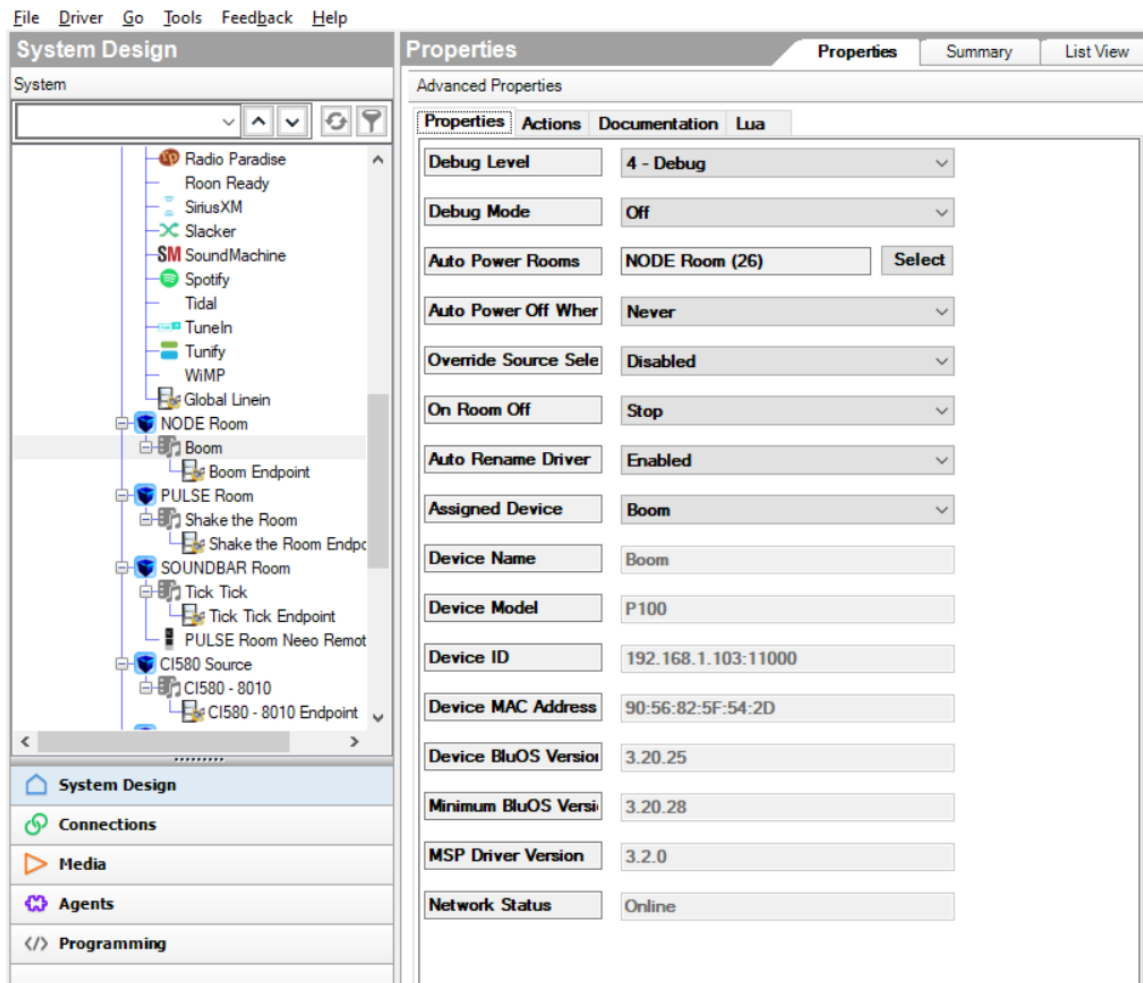 File Driver Go Tools Feedback Help
System Design
System
Radio Paradise
Roon Ready
SiriusXM
Slacker
SM SoundMachine
Spotify
Tidal
TuneIn
Tunify
WiMP
Global Linein
NODE Room
Boom
Boom Endpoint
PULSE Room
Shake the Room
Shake the Room Endpo
SOUNDBAR Room
Tick Tick
Tick Tick Endpoint
PULSE Room Neeo Remot
CI580 Source
CI580 - 8010
CI580 - 8010 Endpoint
System Design
Connections
Media
Agents
Programming
Properties
Properties Summary List View
Advanced Properties
Properties Actions Documentation Lua
Debug Level 4 - Debug
Debug Mode Off
Auto Power Rooms NODE Room (26) Select
Auto Power Off Wher Never
Override Source Sele Disabled
On Room Off Stop
Auto Rename Driver Enabled
Assigned Device Boom
Device Name Boom
Device Model P100
Device ID 192.168.1.103:11000
Device MAC Address 90:56:82:5F:54:2D
Device BluOS Version 3.20.25
Minimum BluOS Versi 3.20.28
MSP Driver Version 3.2.0
Network Status Online